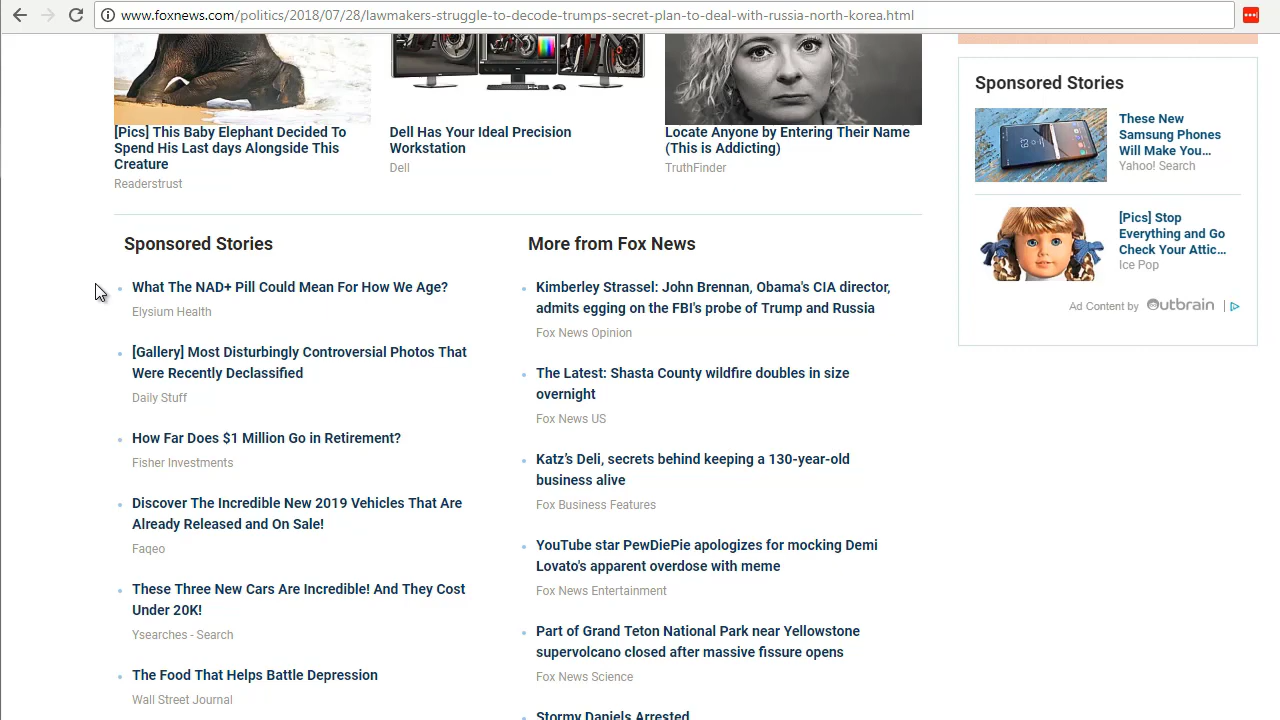 www.foxnews.com/politics/2018/07/28/lawmakers-struggle-to-decode-trumps-secret-plan-to-deal-with-russia-north-korea.html
[Pics] This Baby Elephant Decided To
Spend His Last days Alongside This
Creature
Readerstrust
Dell Has Your Ideal Precision
Workstation
Dell
Locate Anyone by Entering Their Name
(This is Addicting)
TruthFinder
Sponsored Stories
What The NAD+ Pill Could Mean For How We Age?
Elysium Health
[Gallery] Most Disturbingly Controversial Photos That
Were Recently Declassified
Daily Stuff
How Far Does $1 Million Go in Retirement?
Fisher Investments
Discover The Incredible New 2019 Vehicles That Are
Already Released and On Sale!
Faqeo
These Three New Cars Are Incredible! And They Cost
Under 20K!
Ysearches - Search
The Food That Helps Battle Depression
Wall Street Journal
More from Fox News
Kimberley Strassel: John Brennan, Obama's CIA director,
admits egging on the FBI's probe of Trump and Russia
Fox News Opinion
The Latest: Shasta County wildfire doubles in size
overnight
Fox News US
Katz’s Deli, secrets behind keeping a 130-year-old
business alive
Fox Business Features
YouTube star PewDiePie apologizes for mocking Demi
Lovato's apparent overdose with meme
Fox News Entertainment
Part of Grand Teton National Park near Yellowstone
supervolcano closed after massive fissure opens
Fox News Science
Stormy Daniels Arrested
Sponsored Stories
These New
Samsung Phones
Will Make You...
Yahoo! Search
[Pics] Stop
Everything and Go
Check Your Attic...
Ice Pop
Ad Content by Outbrain